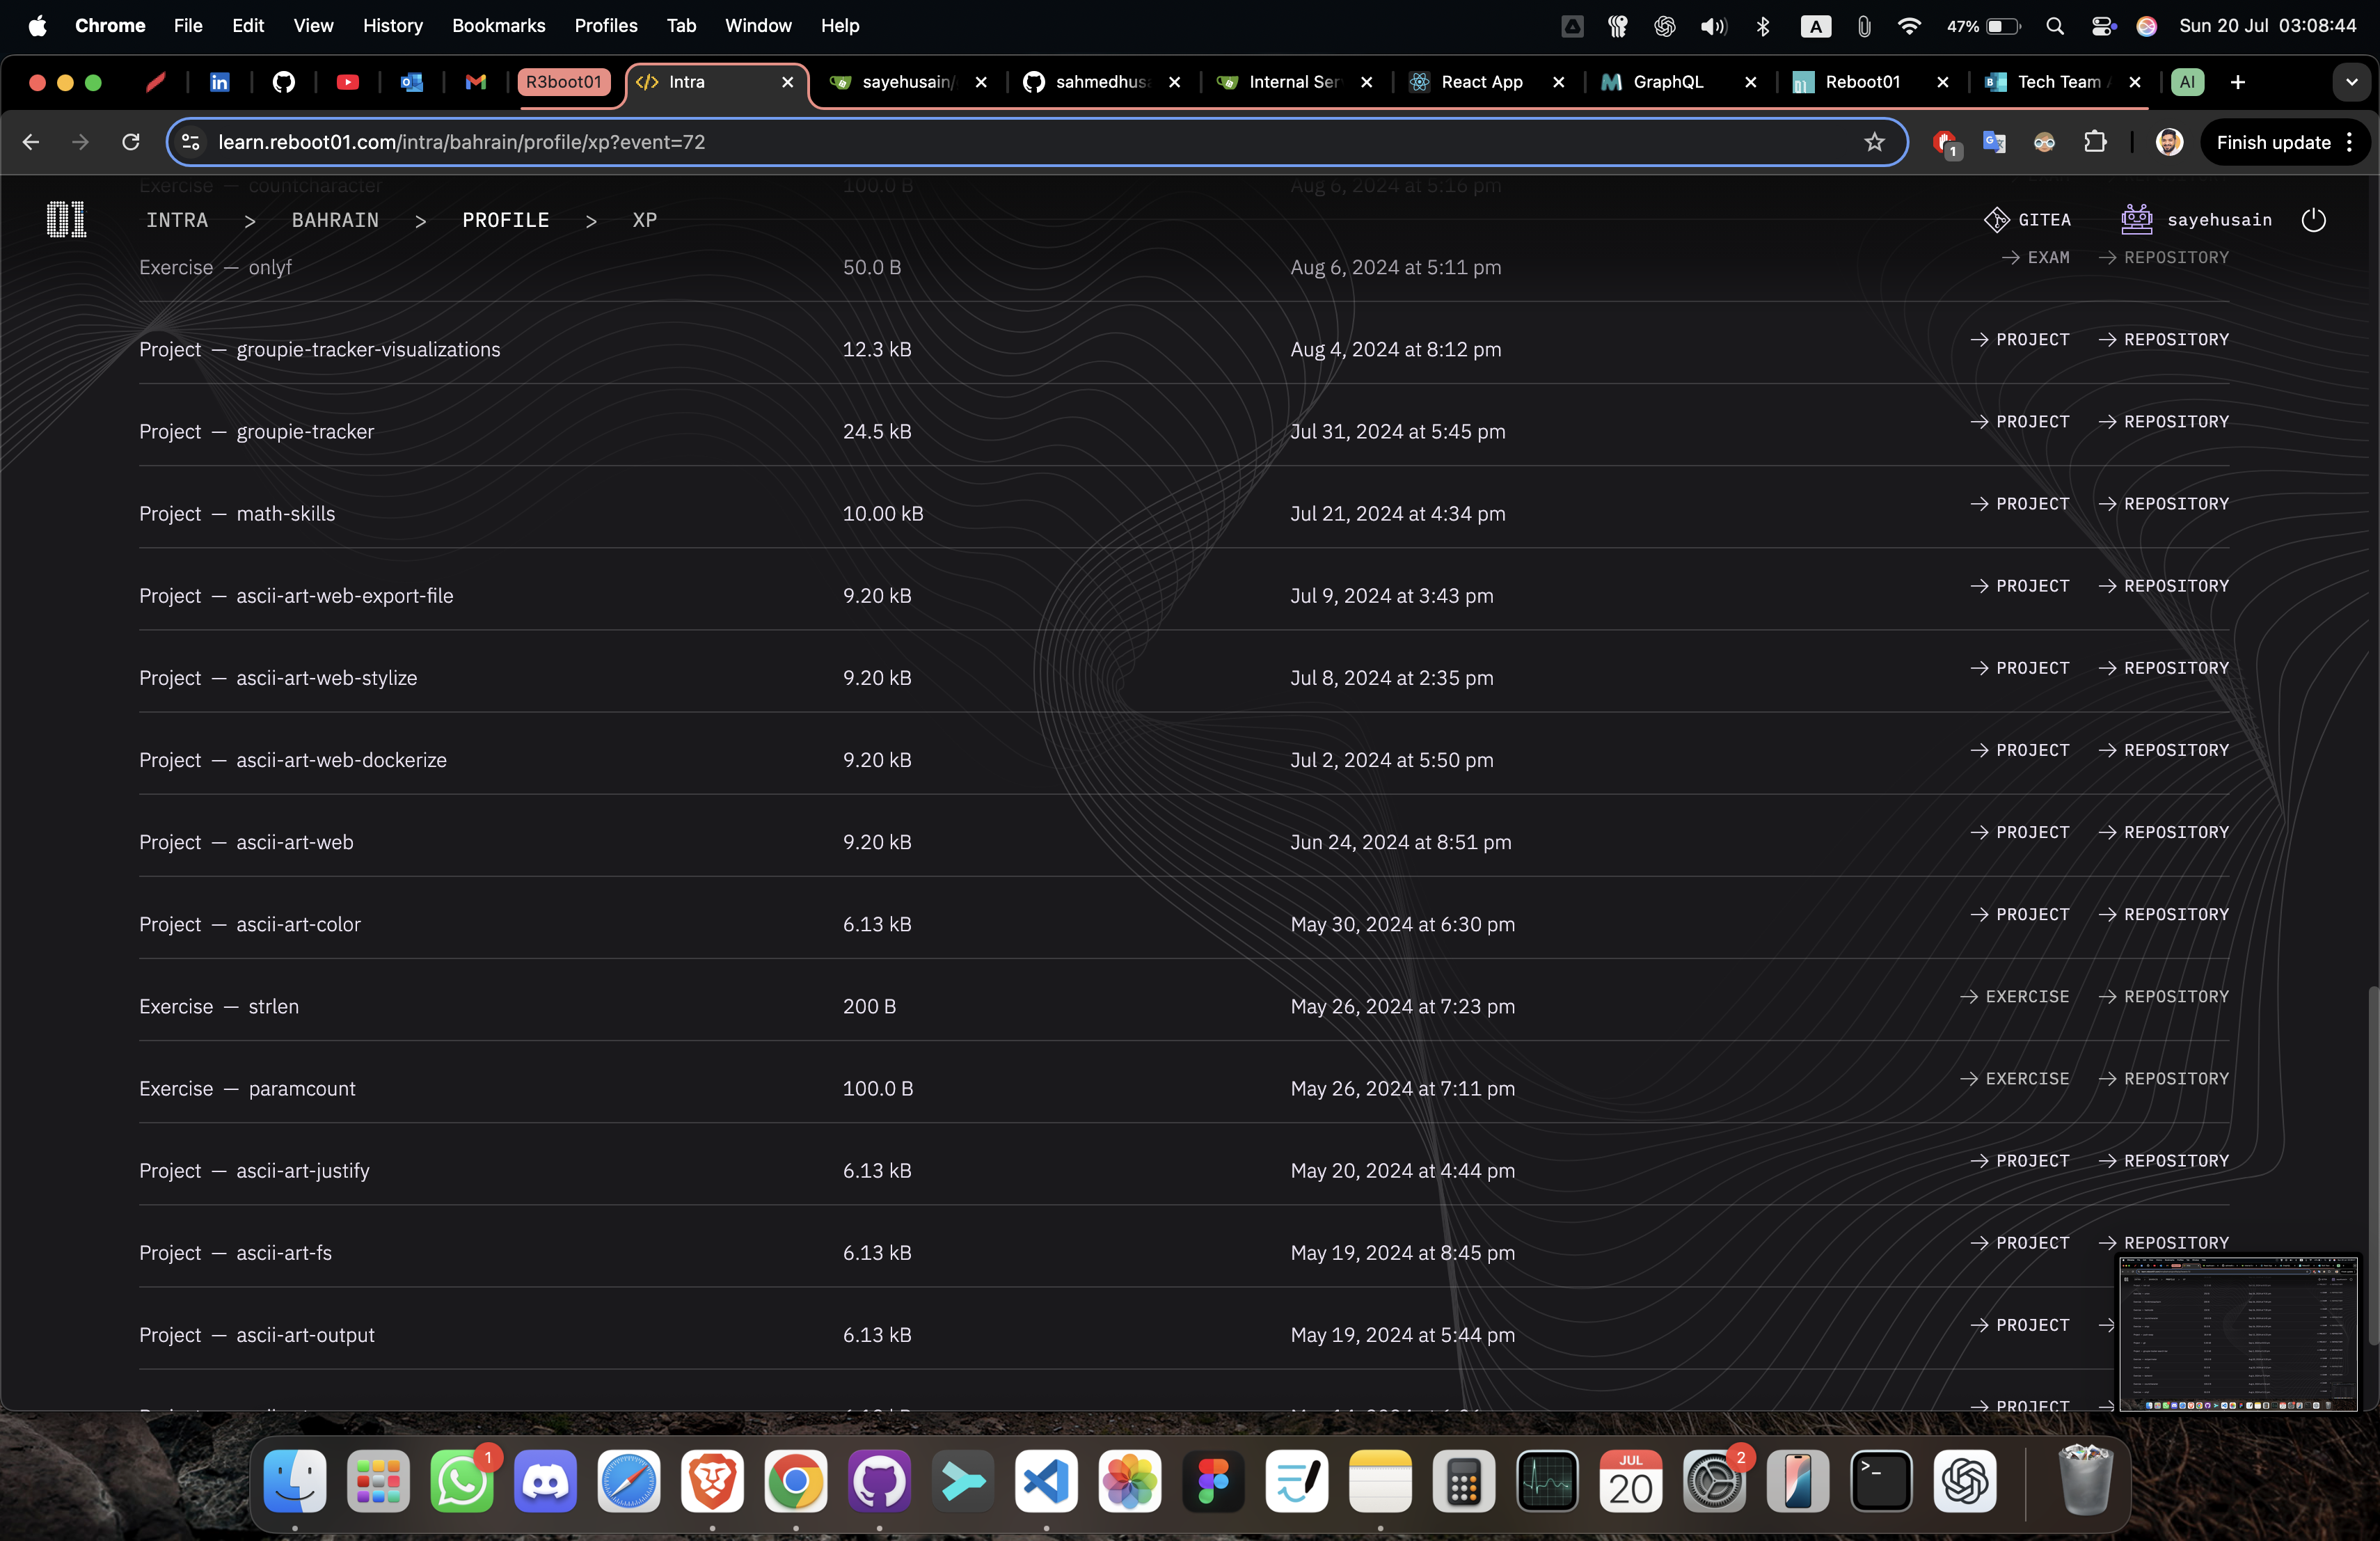 Chrome File Edit View History Bookmarks Profiles Tab Window Help A 47% Sun 20 Jul 03:08:44
R3boot01 Intra sayehusain/ sahmedhusa Internal Ser React App GraphQL Reboot01 Tech Team AI
learn.reboot01.com/intra/bahrain/profile/xp?event=72 1 Finish update
Exercise — countcharacter 100.0 B Aug 6, 2024 at 5:16 pm
01 INTRA > BAHRAIN > PROFILE > XP GITEA sayehusain
Exercise — onlyf 50.0 B Aug 6, 2024 at 5:11 pm → EXAM → REPOSITORY
Project — groupie-tracker-visualizations 12.3 kB Aug 4, 2024 at 8:12 pm → PROJECT → REPOSITORY
Project — groupie-tracker 24.5 kB Jul 31, 2024 at 5:45 pm → PROJECT → REPOSITORY
Project — math-skills 10.00 kB Jul 21, 2024 at 4:34 pm → PROJECT → REPOSITORY
Project — ascii-art-web-export-file 9.20 kB Jul 9, 2024 at 3:43 pm → PROJECT → REPOSITORY
Project — ascii-art-web-stylize 9.20 kB Jul 8, 2024 at 2:35 pm → PROJECT → REPOSITORY
Project — ascii-art-web-dockerize 9.20 kB Jul 2, 2024 at 5:50 pm → PROJECT → REPOSITORY
Project — ascii-art-web 9.20 kB Jun 24, 2024 at 8:51 pm → PROJECT → REPOSITORY
Project — ascii-art-color 6.13 kB May 30, 2024 at 6:30 pm → PROJECT → REPOSITORY
Exercise — strlen 200 B May 26, 2024 at 7:23 pm → EXERCISE → REPOSITORY
Exercise — paramcount 100.0 B May 26, 2024 at 7:11 pm → EXERCISE → REPOSITORY
Project — ascii-art-justify 6.13 kB May 20, 2024 at 4:44 pm → PROJECT → REPOSITORY
Project — ascii-art-fs 6.13 kB May 19, 2024 at 8:45 pm → PROJECT → REPOSITORY
Project — ascii-art-output 6.13 kB May 19, 2024 at 5:44 pm → PROJECT →
→ PROJECT →
1 JUL 20 2 >_